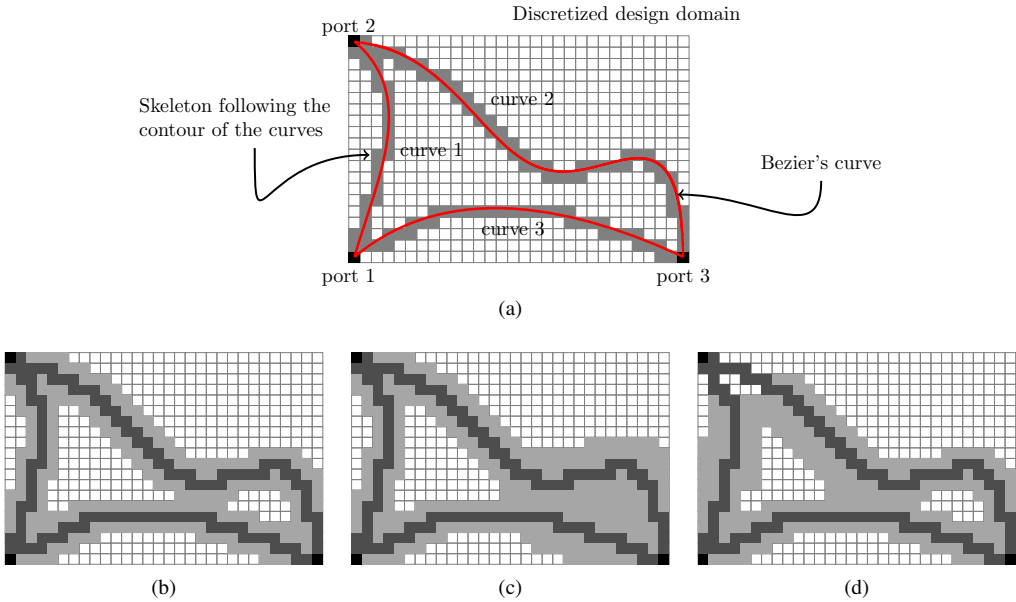 Discretized design domain
port 2
curve 2
Skeleton following the
contour of the curves
curve 1
Bezier's curve
curve 3
port 1
port 3
(a)
(b)
(c)
(d)